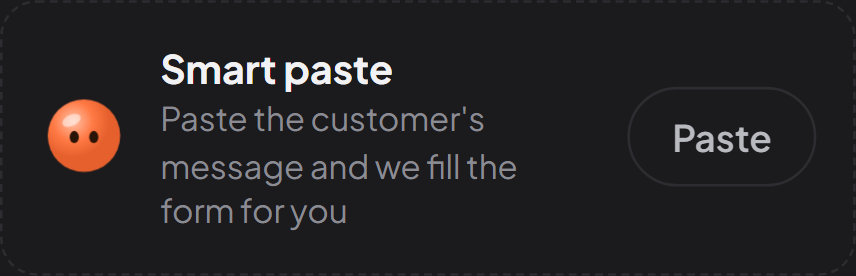 Smart paste
Paste the customer's
message and we fill the
form for you
Paste